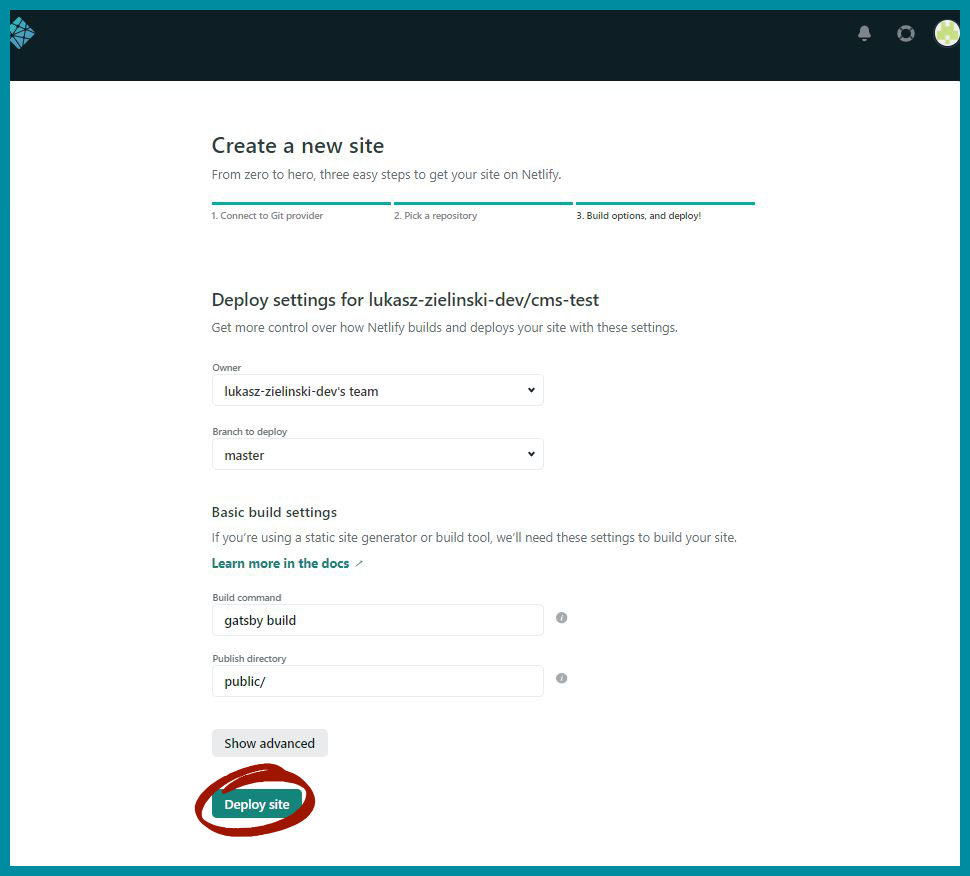 Create a new site
From zero to hero, three easy steps to get your site on Netlify.
1. Connect to Git provider
2. Pick a repository
3. Build options, and deploy!
Deploy settings for lukasz-zielinski-dev/cms-test
Get more control over how Netlify builds and deploys your site with these settings.
Owner
lukasz-zielinski-dev's team
Branch to deploy
master
Basic build settings
If you’re using a static site generator or build tool, we’ll need these settings to build your site.
Learn more in the docs ↗
Build command
gatsby build
Publish directory
public/
Show advanced
Deploy site